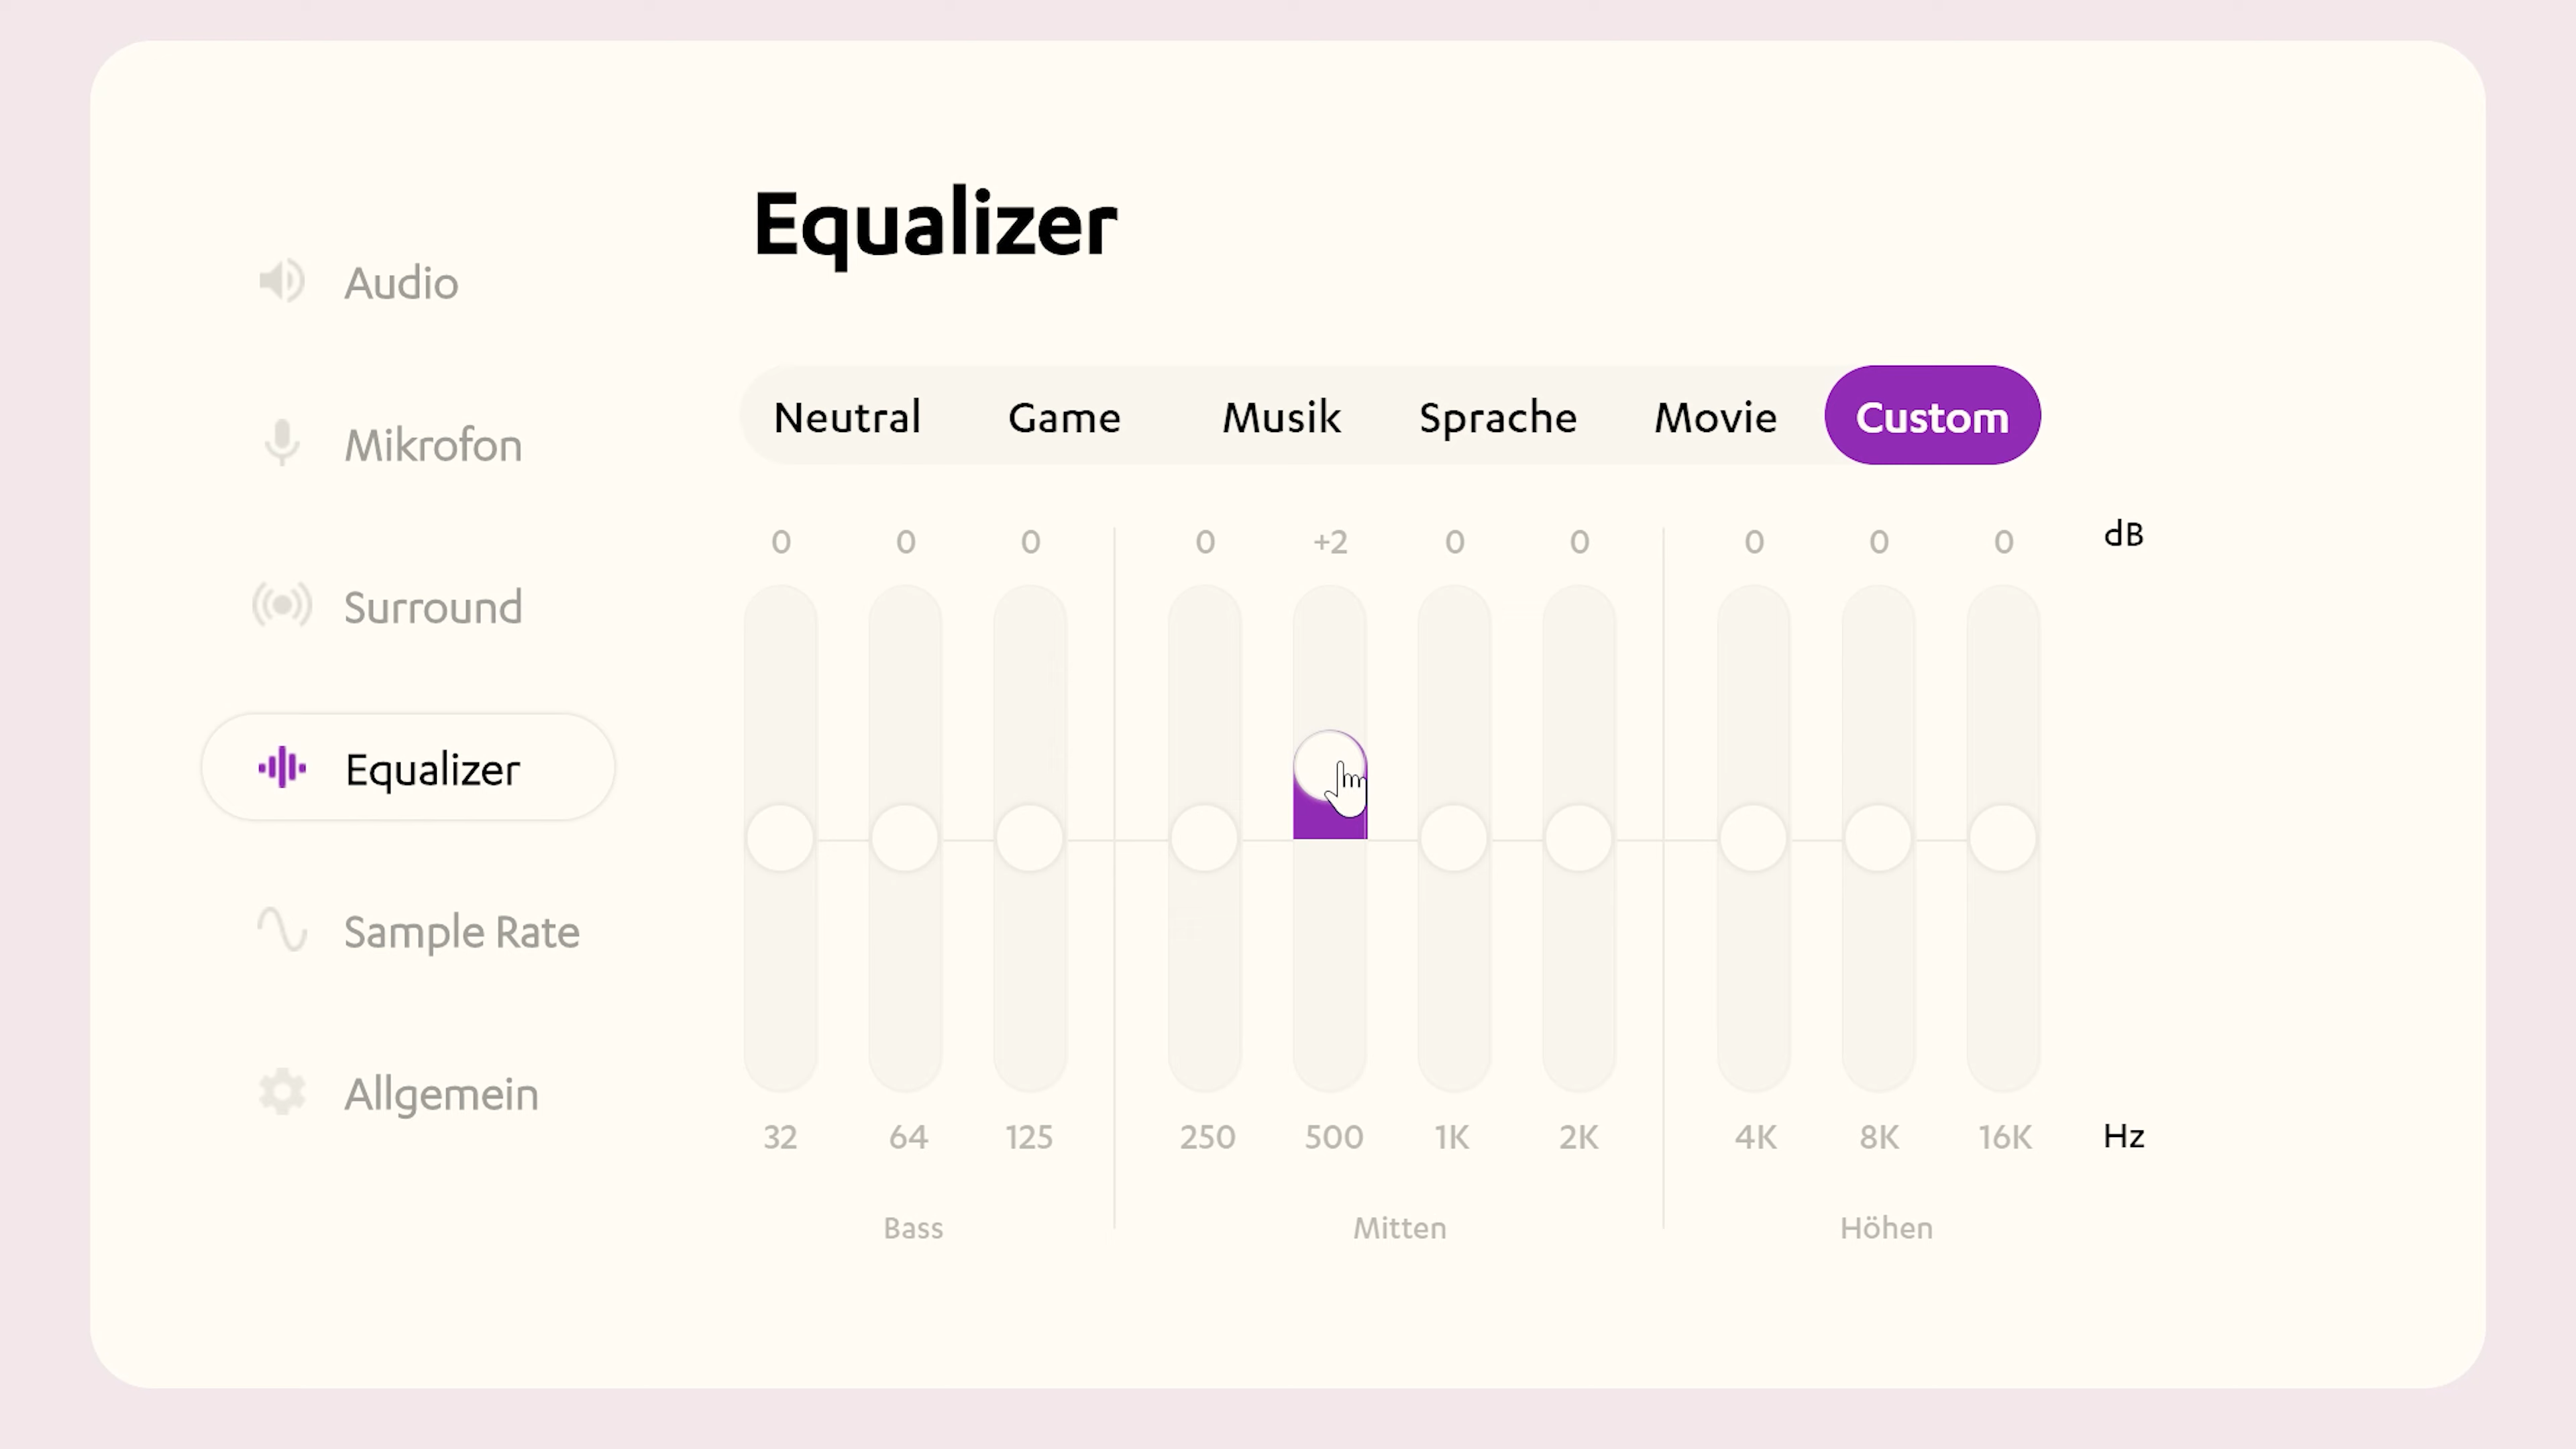 Equalizer
Audio
Mikrofon
Surround
Equalizer
Sample Rate
Allgemein
Neutral Game Musik Sprache Movie Custom
0 0 0 0 +2 0 0 0 0 0 dB
32 64 125 250 500 1K 2K 4K 8K 16K Hz
Bass Mitten Höhen